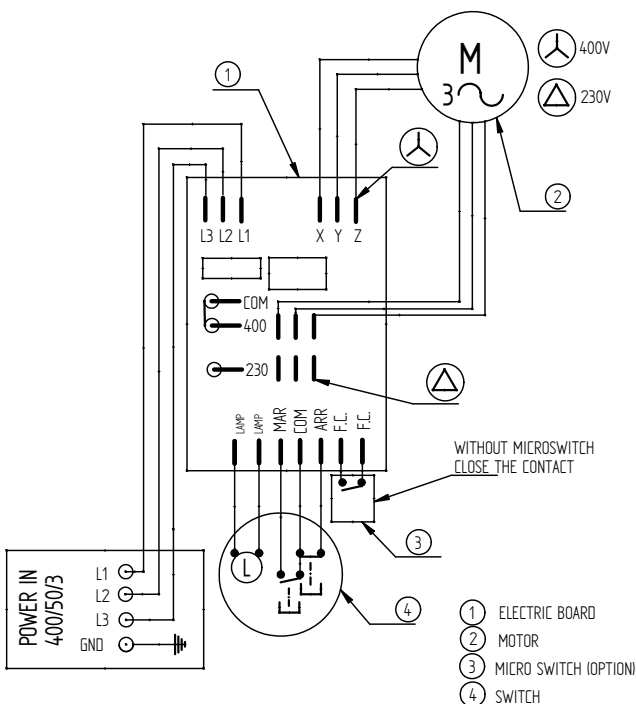 M
3
400V
230V
1
2
L3 L2 L1
X Y Z
COM
400
230
LAMP
LAMP
MAR
COM
ARR
F.C.
F.C.
WITHOUT MICROSWITCH
CLOSE THE CONTACT
3
L
4
POWER IN
400/50/3
L1
L2
L3
GND
1 ELECTRIC BOARD
2 MOTOR
3 MICRO SWITCH (OPTION)
4 SWITCH